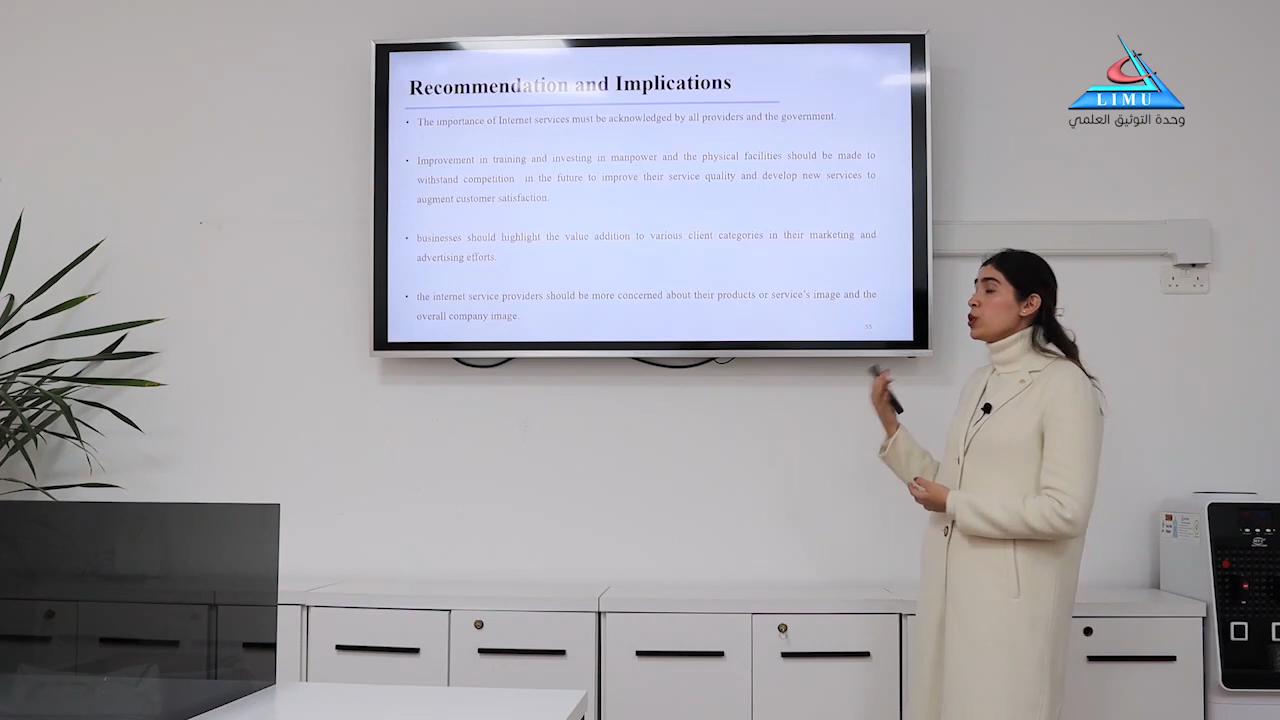 Recommendation and Implications
• The importance of Internet services must be acknowledged by all providers and the government.
• Improvement in training and investing in manpower and the physical facilities should be made to
withstand competition in the future to improve their service quality and develop new services to
augment customer satisfaction.
• businesses should highlight the value addition to various client categories in their marketing and
advertising efforts.
• the internet service providers should be more concerned about their products or service's image and the
overall company image.
55
LIMU
وحدة التوثيق العلمي